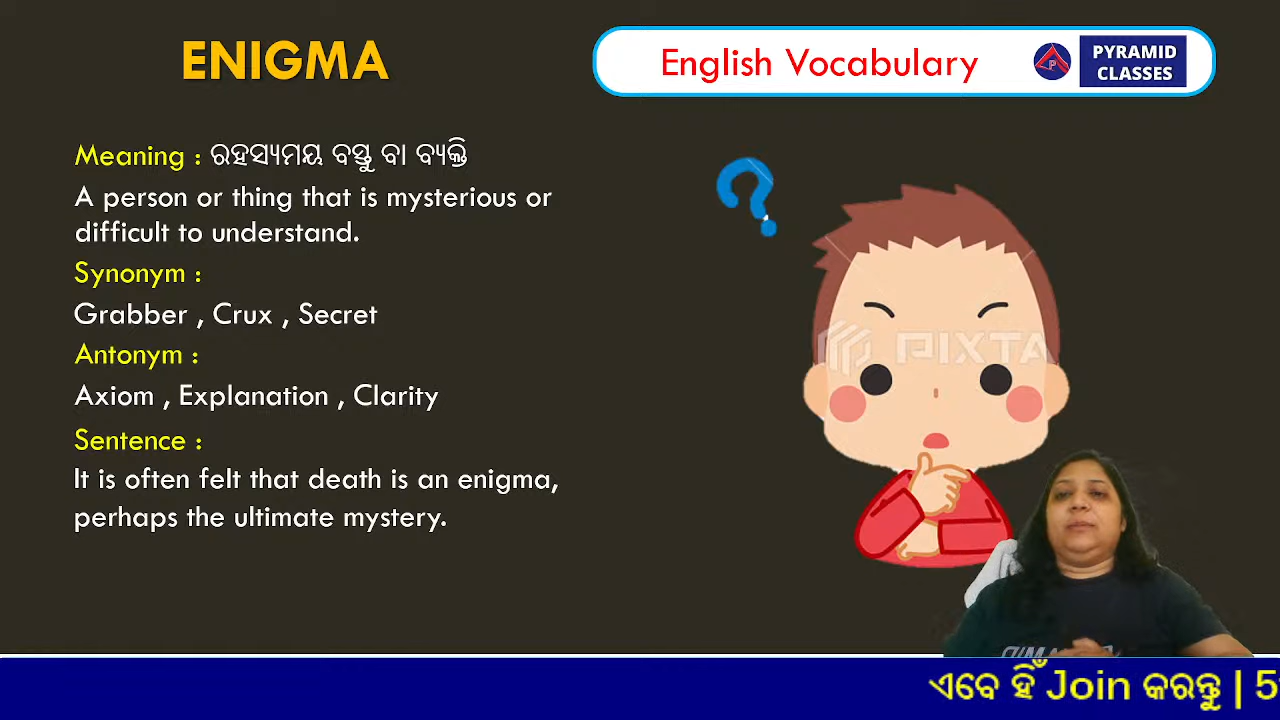 ENIGMA
English Vocabulary
PYRAMID
CLASSES
Meaning : ରହସ୍ୟମୟ ବସ୍ତୁ ବା ବ୍ୟକ୍ତି
A person or thing that is mysterious or
difficult to understand.
Synonym :
Grabber , Crux , Secret
Antonym :
Axiom , Explanation , Clarity
Sentence :
It is often felt that death is an enigma,
perhaps the ultimate mystery.
PIXTA
ଏବେ ହିଁ Join କରନ୍ତୁ | 5